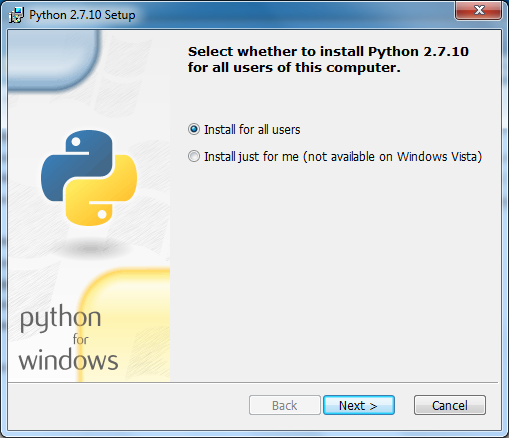 Python 2.7.10 Setup
Select whether to install Python 2.7.10
for all users of this computer.
Install for all users
Install just for me (not available on Windows Vista)
python
for
windows
Back
Next >
Cancel